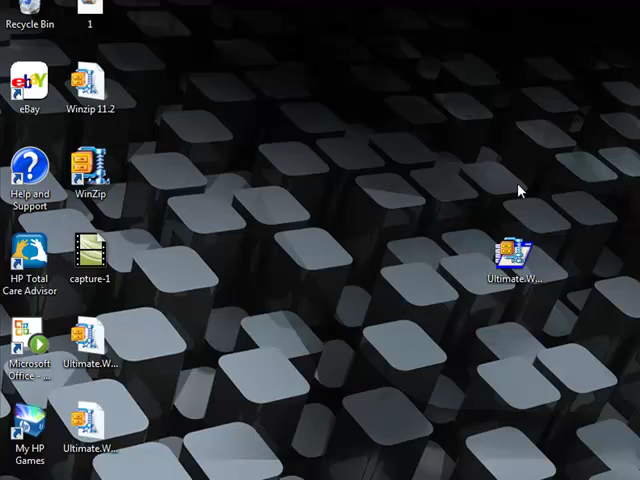 Recycle Bin
1
ebY
eBay
Winzip 11.2
Help and
Support
WinZip
HP Total
Care Advisor
capture-1
Ultimate.W...
Microsoft
Office - ...
Ultimate.W...
My HP
Games
Ultimate.W...